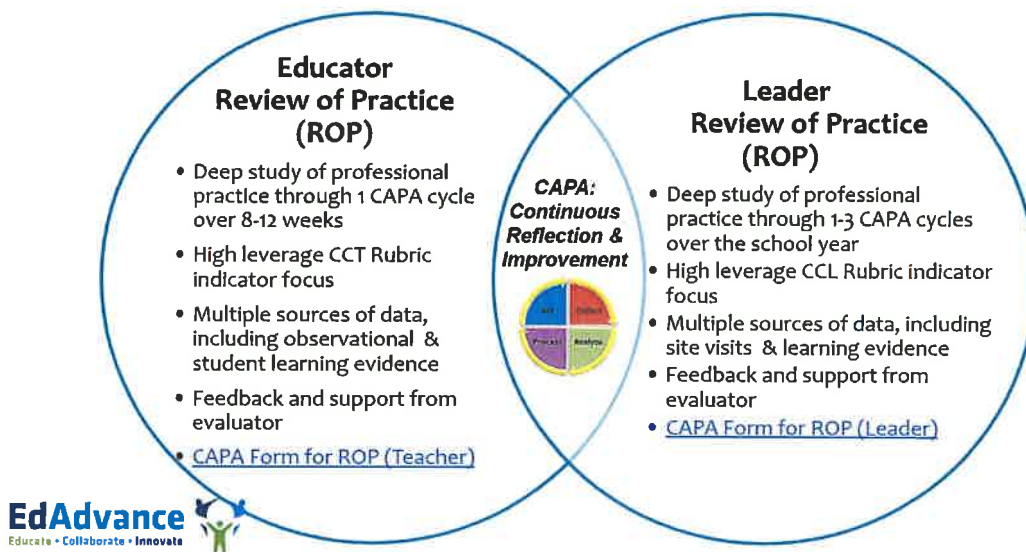 Educator
Review of Practice
(ROP)
• Deep study of professional
practice through 1 CAPA cycle
over 8-12 weeks
• High leverage CCT Rubric
indicator focus
• Multiple sources of data,
including observational & 
student learning evidence
• Feedback and support from
evaluator
• CAPA Form for ROP (Teacher)
CAPA:
Continuous
Reflection &
Improvement
Act
Collect
Process
Analyze
Leader
Review of Practice
(ROP)
• Deep study of professional
practice through 1-3 CAPA cycles
over the school year
• High leverage CCL Rubric indicator
focus
• Multiple sources of data, including
site visits & learning evidence
• Feedback and support from
evaluator
• CAPA Form for ROP (Leader)
EdAdvance
Educate • Collaborate • Innovate